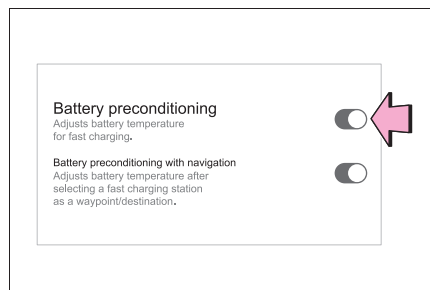 Battery preconditioning
Adjusts battery temperature
for fast charging.
Battery preconditioning with navigation
Adjusts battery temperature after
selecting a fast charging station
as a waypoint/destination.